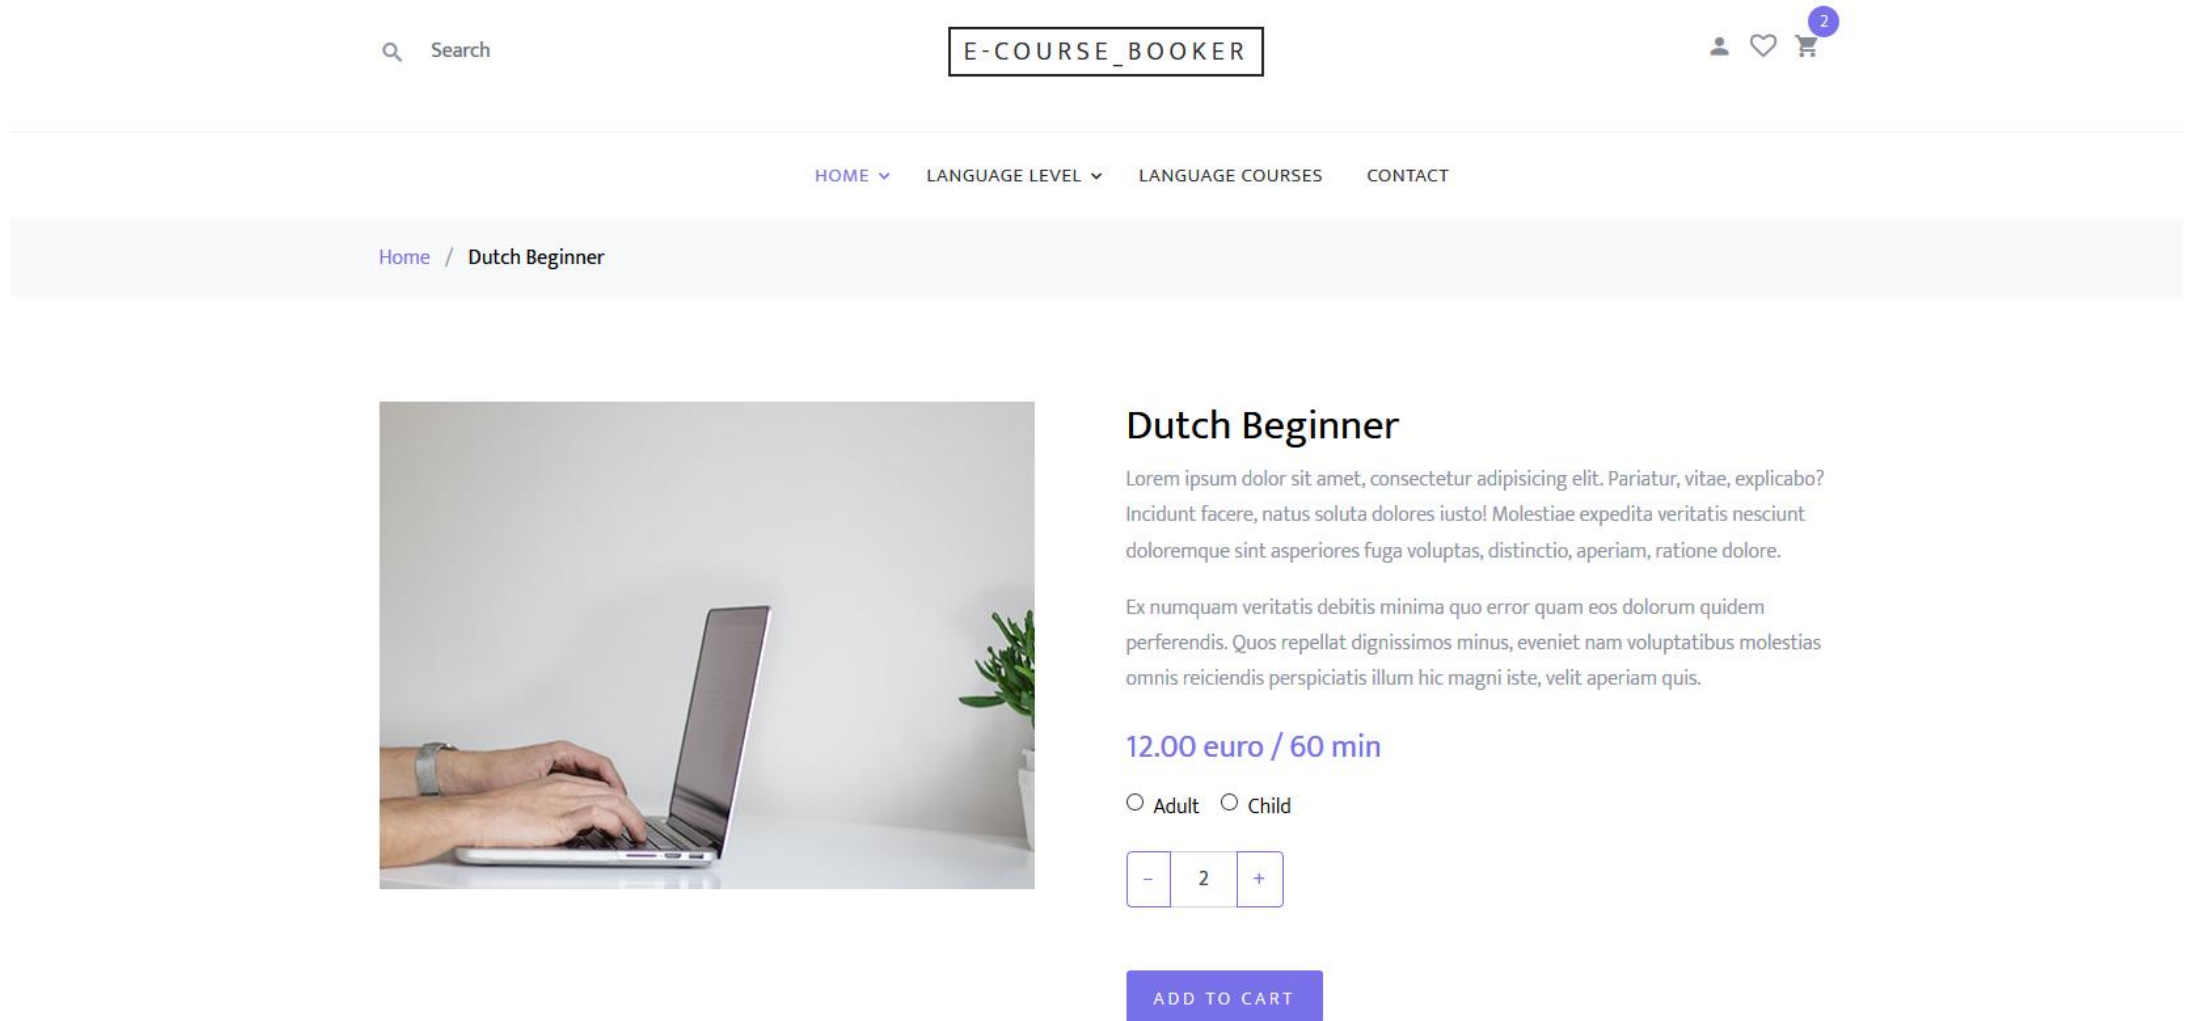 Search
E-COURSE_BOOKER
2
HOME LANGUAGE LEVEL LANGUAGE COURSES CONTACT
Home / Dutch Beginner
Dutch Beginner
Lorem ipsum dolor sit amet, consectetur adipisicing elit. Pariatur, vitae, explicabo?
Incidunt facere, natus soluta dolores iusto! Molestiae expedita veritatis nesciunt
doloremque sint asperiores fuga voluptas, distinctio, aperiam, ratione dolore.
Ex numquam veritatis debitis minima quo error quam eos dolorum quidem
perferendis. Quos repellat dignissimos minus, eveniet nam voluptatibus molestias
omnis reiciendis perspiciatis illum hic magni iste, velit aperiam quis.
12.00 euro / 60 min
Adult Child
− 2 +
ADD TO CART